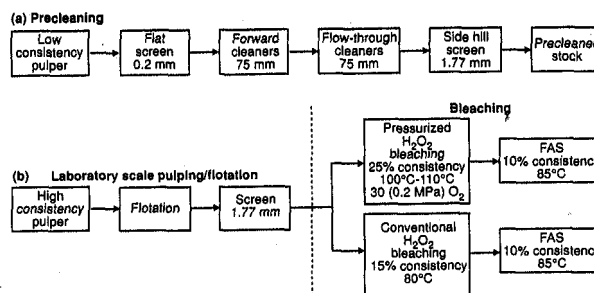 (a) Precleaning
Low
consistency
pulper
Flat
screen
0.2 mm
Forward
cleaners
75 mm
Flow-through
cleaners
75 mm
Side hill
screen
1.77 mm
Precleaned
stock
Bleaching
(b) Laboratory scale pulping/flotation
High
consistency
pulper
Flotation
Screen
1.77 mm
Pressurized
H₂O₂
bleaching
25% consistency
100°C-110°C
30 (0.2 MPa) O₂
FAS
10% consistency
85°C
Conventional
H₂O₂
bleaching
15% consistency
80°C
FAS
10% consistency
85°C